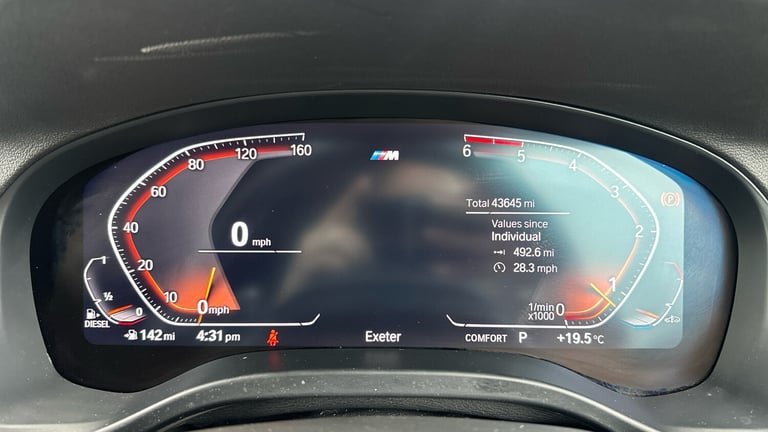 160
120
80
60
40
20
10
0 mph
0 mph
M
6
5
4
3
2
1
0
1/min
x1000
Total 43645 mi
Values since
Individual
492.6 mi
28.3 mph
P
1
½
0
DIESEL
142 mi
4:31 pm
Exeter
COMFORT P +19.5 °C